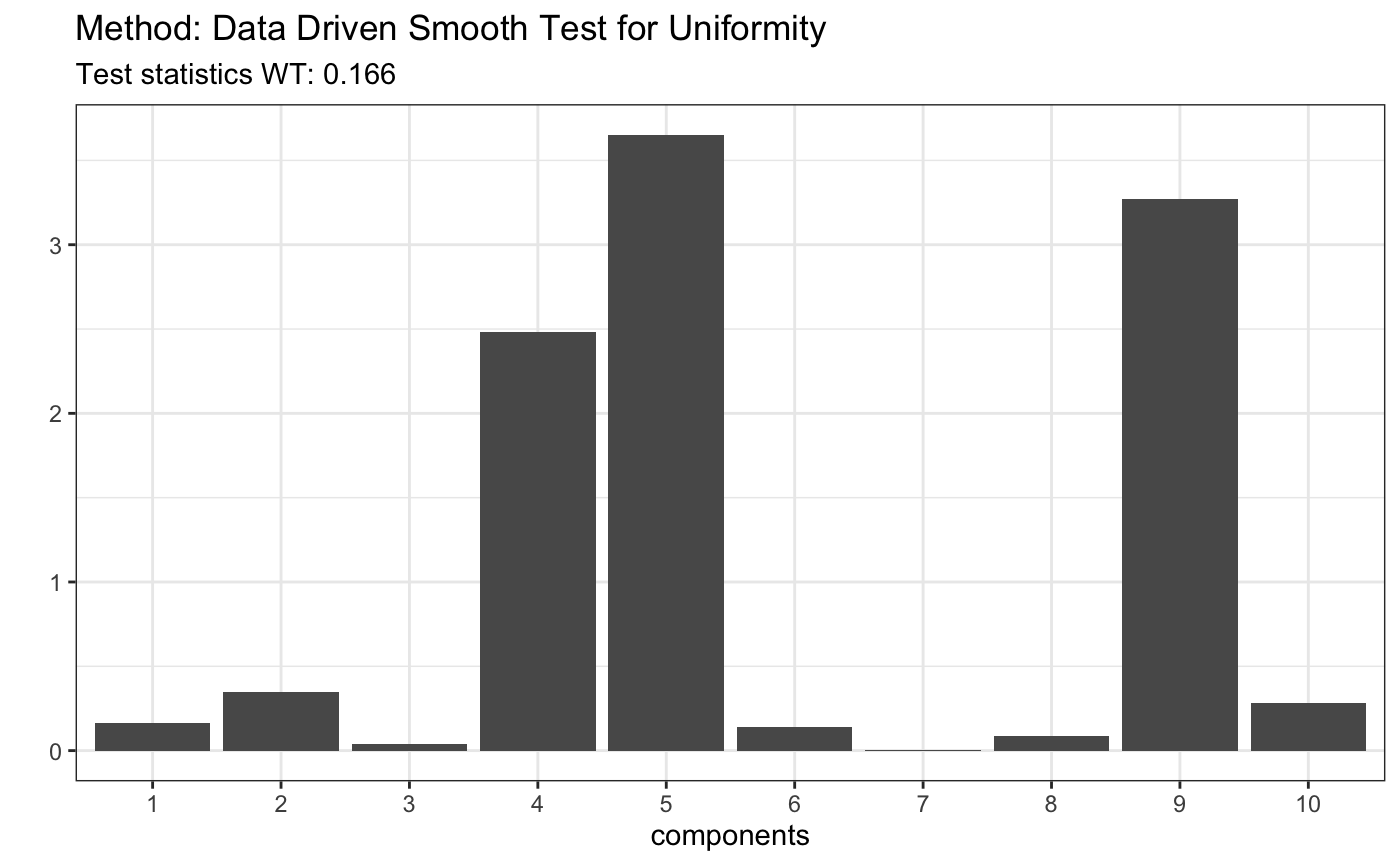 Method: Data Driven Smooth Test for Uniformity
Test statistics WT: 0.166
3
2
1
0
1 2 3 4 5 6 7 8 9 10
components